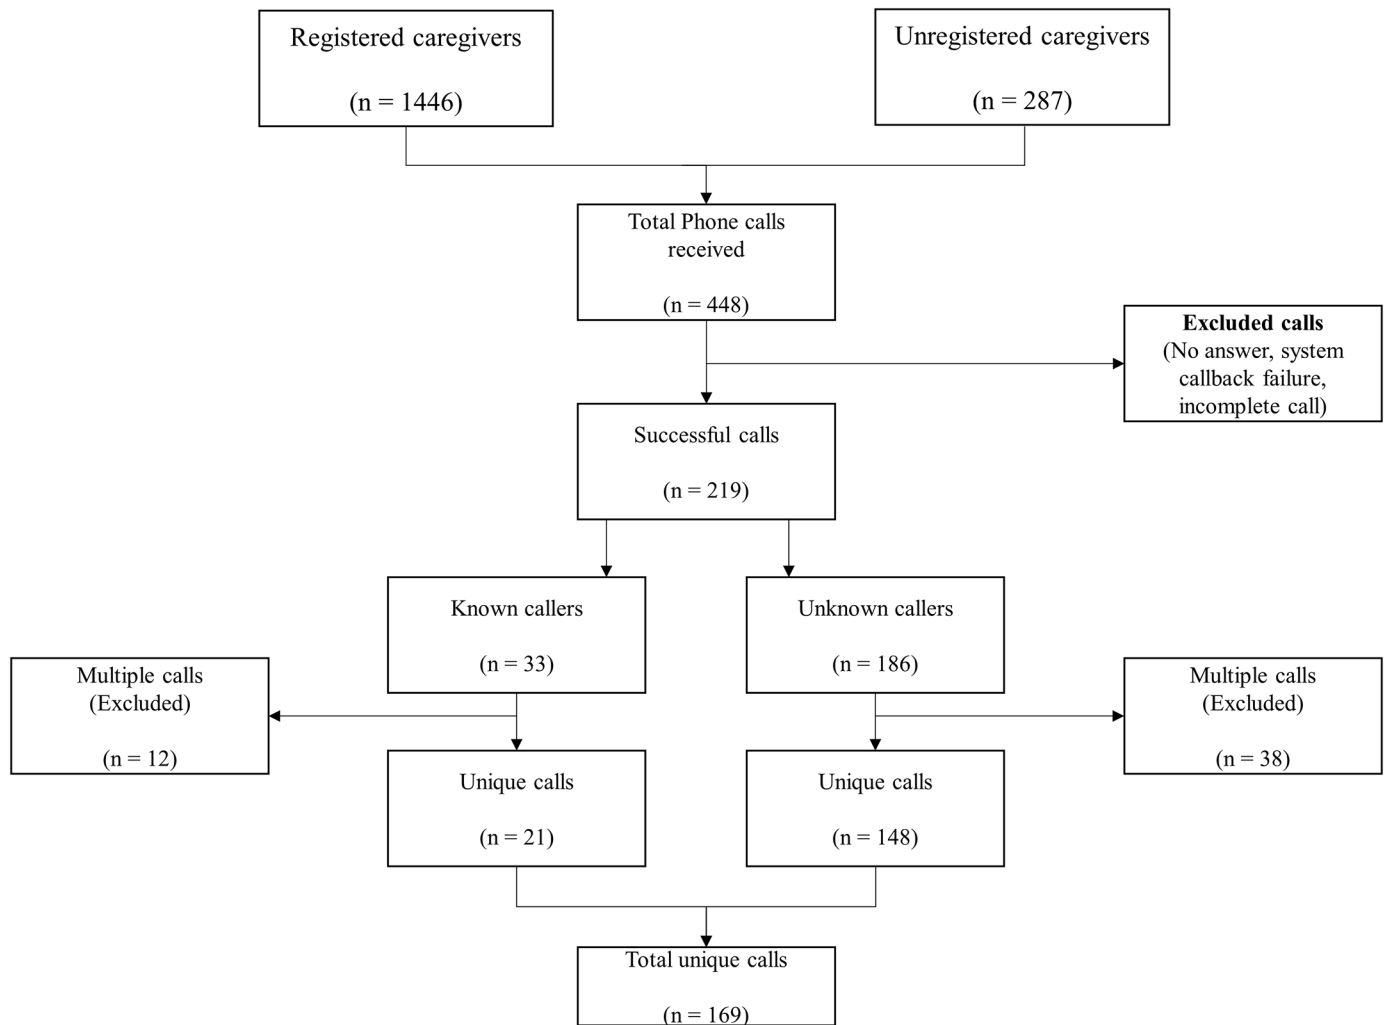 Registered caregivers
(n = 1446)
Unregistered caregivers
(n = 287)
Total Phone calls
received
(n = 448)
Excluded calls
(No answer, system
callback failure,
incomplete call)
Successful calls
(n = 219)
Known callers
(n = 33)
Unknown callers
(n = 186)
Multiple calls
(Excluded)
(n = 12)
Multiple calls
(Excluded)
(n = 38)
Unique calls
(n = 21)
Unique calls
(n = 148)
Total unique calls
(n = 169)